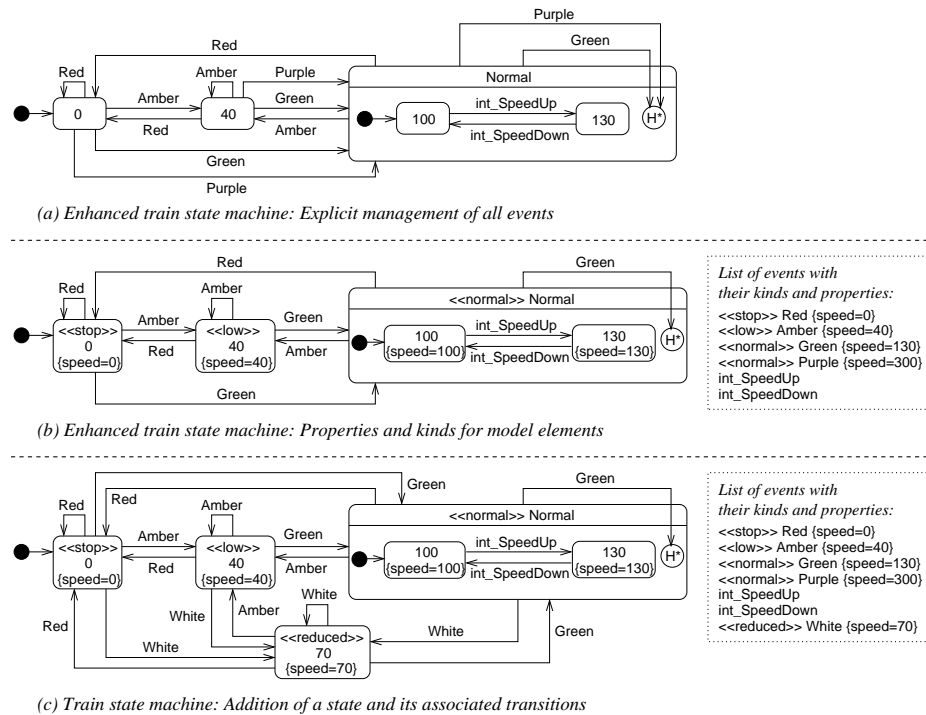 Purple
Red
Green
Red
Amber
Purple
Normal
Amber
Green
int_SpeedUp
0
40
100
130
H*
Red
Amber
int_SpeedDown
Green
Purple
(a) Enhanced train state machine: Explicit management of all events
Red
Green
Red
Amber
<<normal>> Normal
<<stop>>
0
{speed=0}
Amber
Red
<<low>>
40
{speed=40}
Green
Amber
100
{speed=100}
int_SpeedUp
int_SpeedDown
130
{speed=130}
H*
Green
List of events with
their kinds and properties:
<<stop>> Red {speed=0}
<<low>> Amber {speed=40}
<<normal>> Green {speed=130}
<<normal>> Purple {speed=300}
int_SpeedUp
int_SpeedDown
(b) Enhanced train state machine: Properties and kinds for model elements
Green
Red
Green
Red
Amber
<<normal>> Normal
<<stop>>
0
{speed=0}
Amber
Red
<<low>>
40
{speed=40}
Green
Amber
100
{speed=100}
int_SpeedUp
int_SpeedDown
130
{speed=130}
H*
White
Red
White
Amber
White
Green
White
<<reduced>>
70
{speed=70}
List of events with
their kinds and properties:
<<stop>> Red {speed=0}
<<low>> Amber {speed=40}
<<normal>> Green {speed=130}
<<normal>> Purple {speed=300}
int_SpeedUp
int_SpeedDown
<<reduced>> White {speed=70}
(c) Train state machine: Addition of a state and its associated transitions